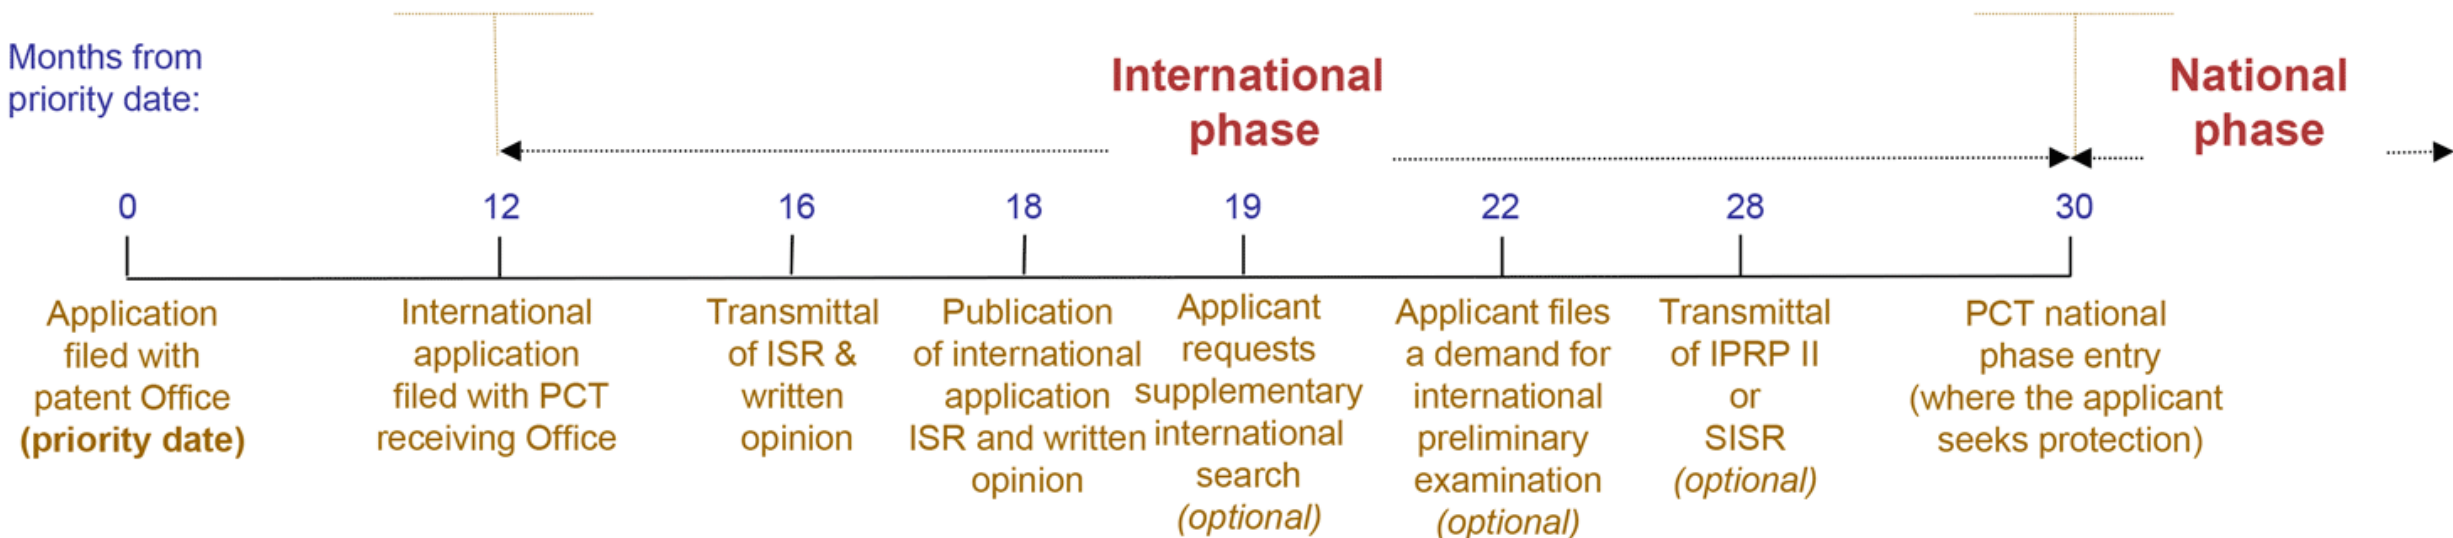 Months from
priority date:
International
phase
National
phase
0
12
16
18
19
22
28
30
Application
filed with
patent Office
(priority date)
International
application
filed with PCT
receiving Office
Transmittal
of ISR &
written
opinion
Publication
of international
application
ISR and written
opinion
Applicant
requests
supplementary
international
search
(optional)
Applicant files
a demand for
international
preliminary
examination
(optional)
Transmittal
of IPRP II
or
SISR
(optional)
PCT national
phase entry
(where the applicant
seeks protection)